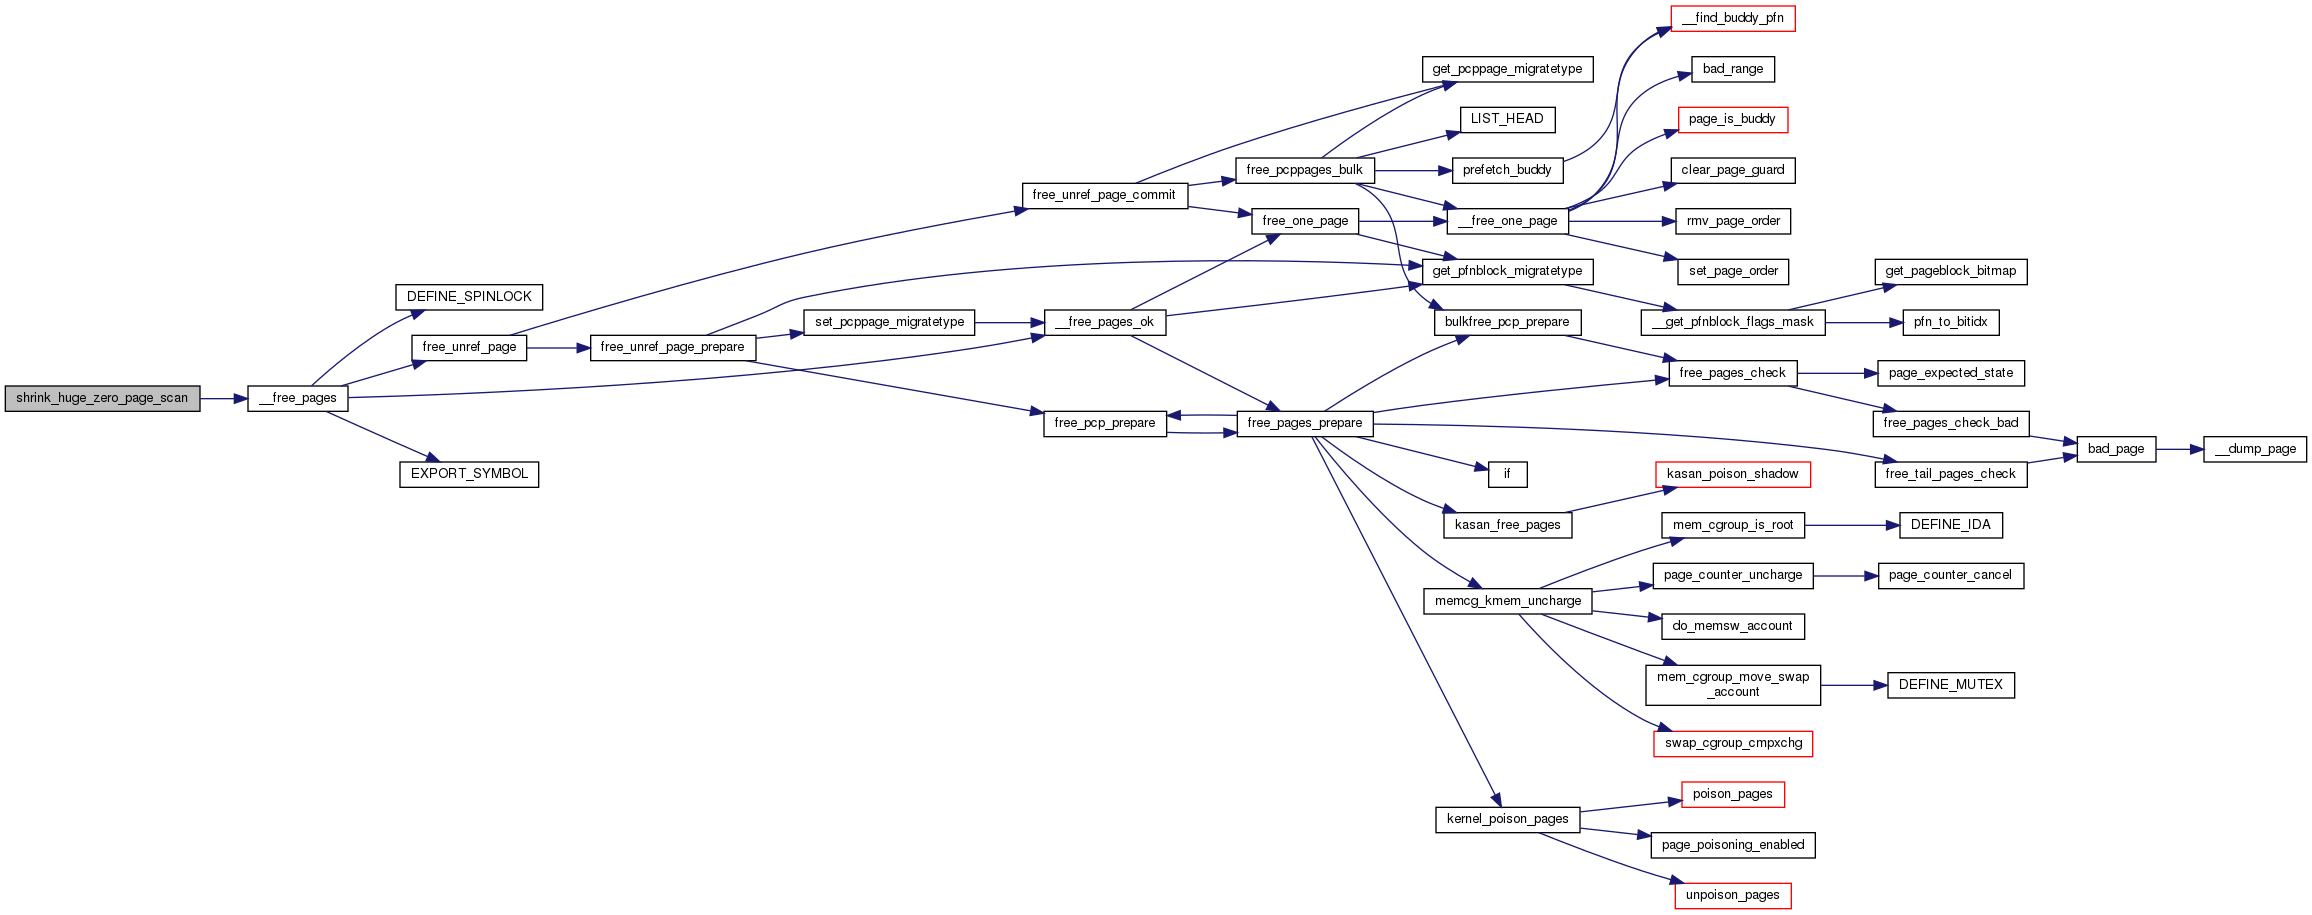 __find_buddy_pfn
get_pcppage_migratetype
bad_range
LIST_HEAD
page_is_buddy
free_pcppages_bulk
prefetch_buddy
clear_page_guard
free_unref_page_commit
free_one_page
__free_one_page
rmv_page_order
get_pfnblock_migratetype
set_page_order
get_pageblock_bitmap
DEFINE_SPINLOCK
set_pcppage_migratetype
__free_pages_ok
bulkfree_pcp_prepare
__get_pfnblock_flags_mask
pfn_to_bitidx
free_unref_page
free_unref_page_prepare
free_pages_check
page_expected_state
shrink_huge_zero_page_scan
__free_pages
free_pcp_prepare
free_pages_prepare
free_pages_check_bad
bad_page
__dump_page
EXPORT_SYMBOL
if
kasan_poison_shadow
free_tail_pages_check
kasan_free_pages
mem_cgroup_is_root
DEFINE_IDA
page_counter_uncharge
page_counter_cancel
memcg_kmem_uncharge
do_memsw_account
mem_cgroup_move_swap
_account
DEFINE_MUTEX
swap_cgroup_cmpxchg
poison_pages
kernel_poison_pages
page_poisoning_enabled
unpoison_pages